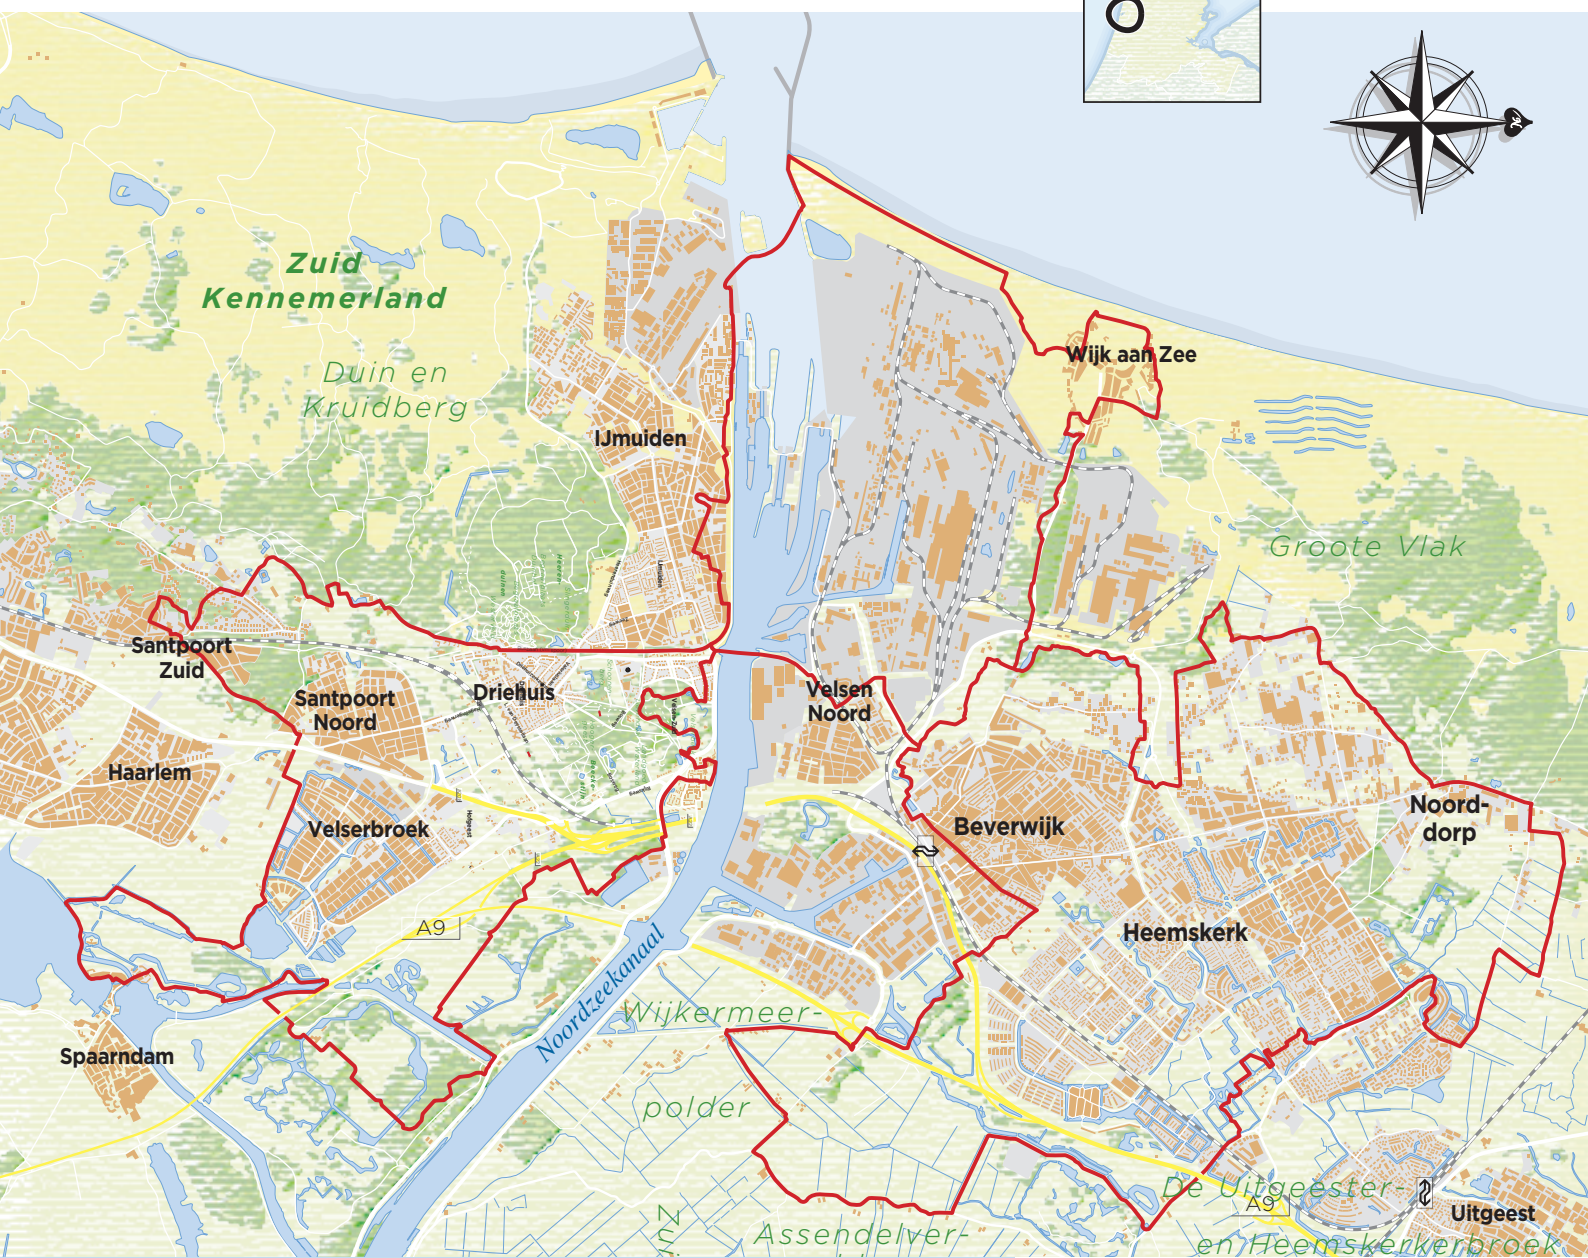 Zuid
Kennemerland
Duin en
Kruidberg
Wijk aan Zee
IJmuiden
Groote Vlak
Santpoort
Zuid
Santpoort
Noord
Driehuis
Velsen
Noord
Haarlem
Velserbroek
Hofgeest
Beverwijk
Noord-
dorp
A9
Heemskerk
Noordzeekanaal
Wijkermeer-
polder
Spaarndam
De Uitgeester-
A9
Uitgeest
en Heemskerkerbroek
Assendelver-